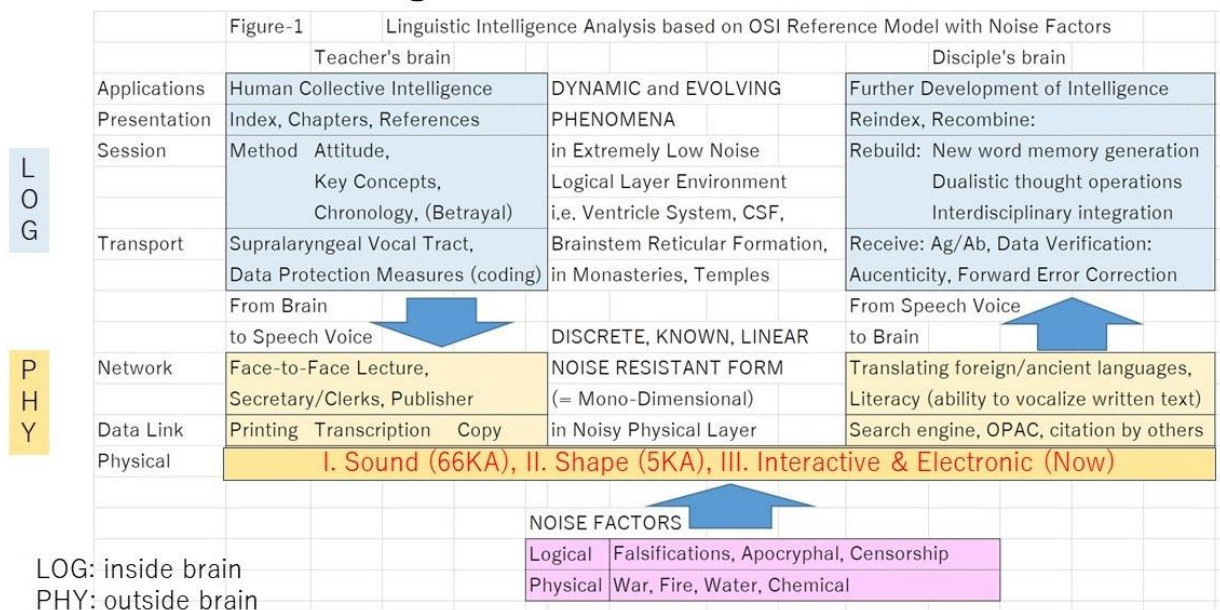 Figure-1 Linguistic Intelligence Analysis based on OSI Reference Model with Noise Factors
Teacher's brain Disciple's brain
Applications Human Collective Intelligence DYNAMIC and EVOLVING Further Development of Intelligence
Presentation Index, Chapters, References PHENOMENA Reindex, Recombine:
Session Method Attitude, in Extremely Low Noise Rebuild: New word memory generation
Key Concepts, Logical Layer Environment Dualistic thought operations
Chronology, (Betrayal) i.e, Ventricle System, CSF, Interdisciplinary integration
Transport Supralaryngeal Vocal Tract, Brainstem Reticular Formation, Receive: Ag/Ab, Data Verification:
Data Protection Measures (coding) in Monasteries, Temples Aucenticity, Forward Error Correction
LOG
From Brain From Speech Voice
to Speech Voice DISCRETE, KNOWN, LINEAR to Brain
Network Face-to-Face Lecture, NOISE RESISTANT FORM Translating foreign/ancient languages,
Secretary/Clerks, Publisher (= Mono-Dimensional) Literacy (ability to vocalize written text)
Data Link Printing Transcription Copy in Noisy Physical Layer Search engine, OPAC, citation by others
Physical I. Sound (66KA), II. Shape (5KA), III. Interactive & Electronic (Now)
PHY
NOISE FACTORS
Logical Falsifications, Apocryphal, Censorship
Physical War, Fire, Water, Chemical
LOG: inside brain
PHY: outside brain